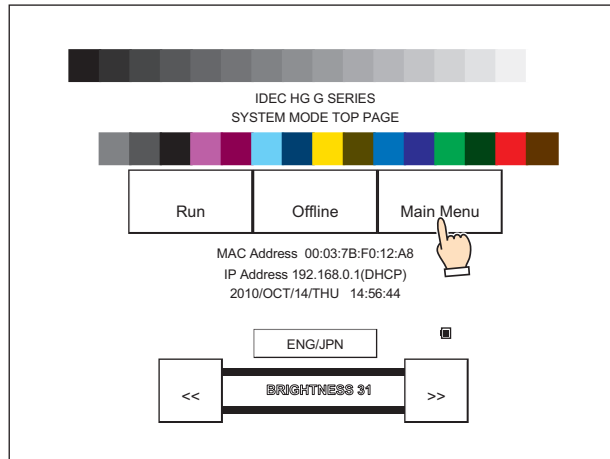 IDEC HG G SERIES
SYSTEM MODE TOP PAGE
Run Offline Main Menu
MAC Address 00:03:7B:F0:12:A8
IP Address 192.168.0.1(DHCP)
2010/OCT/14/THU 14:56:44
ENG/JPN
<< BRIGHTNESS 31 >>